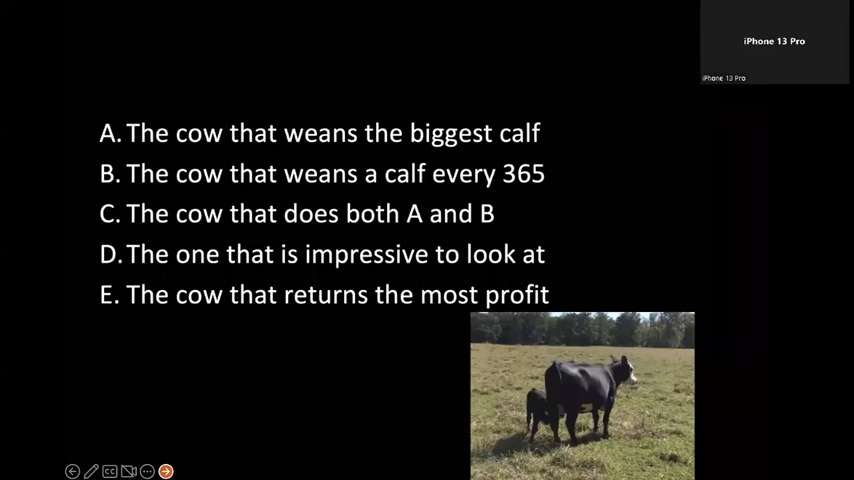 iPhone 13 Pro
iPhone 13 Pro
A. The cow that weans the biggest calf
B. The cow that weans a calf every 365
C. The cow that does both A and B
D. The one that is impressive to look at
E. The cow that returns the most profit
CC